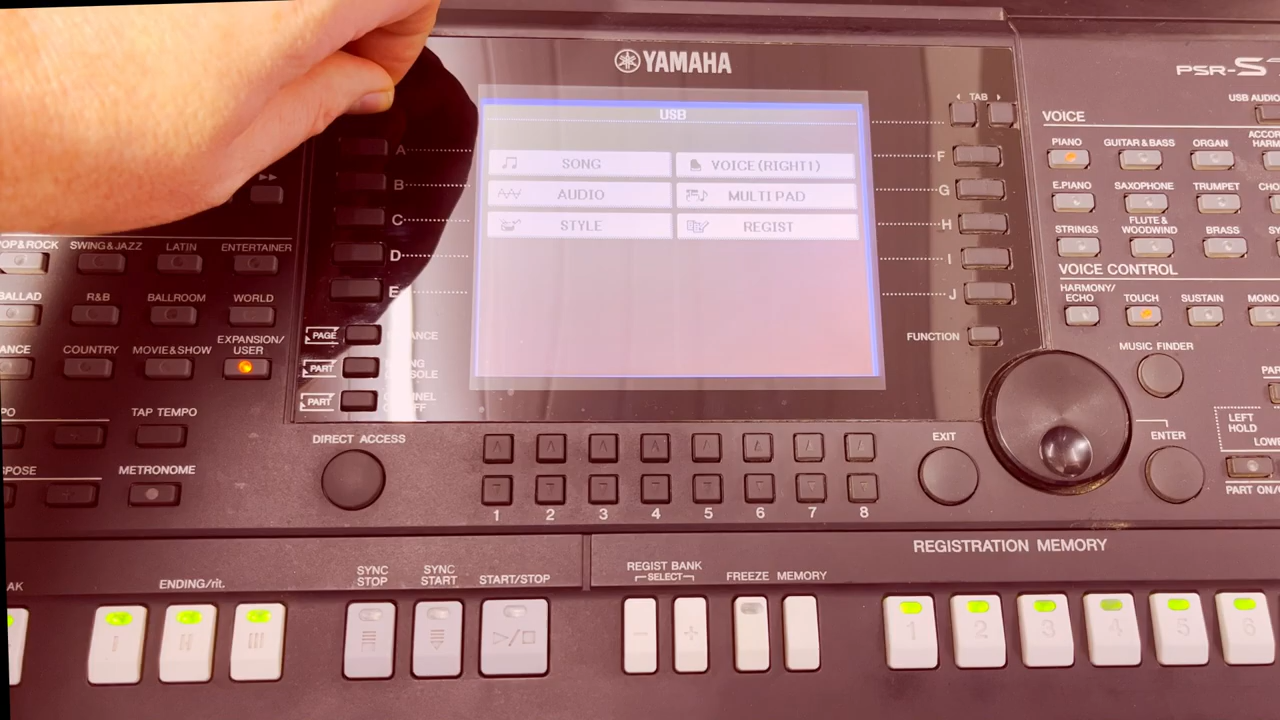 YAMAHA
PSR-S
USB
SONG
VOICE(RIGHT1)
AUDIO
MULTI PAD
STYLE
REGIST
A
B
C
D
E
F
G
H
I
J
TAB
FUNCTION
USB AUDIO
VOICE
PIANO
GUITAR & BASS
ORGAN
E.PIANO
SAXOPHONE
TRUMPET
STRINGS
FLUTE &
WOODWIND
BRASS
VOICE CONTROL
HARMONY/
ECHO
TOUCH
SUSTAIN
MONO
MUSIC FINDER
LEFT
HOLD
ENTER
EXIT
PART ON/
SWING & JAZZ
LATIN
ENTERTAINER
BALLAD
R&B
BALLROOM
WORLD
COUNTRY
MOVIE & SHOW
EXPANSION/
USER
PAGE
PART
PART
TAP TEMPO
METRONOME
DIRECT ACCESS
1 2 3 4 5 6 7 8
ENDING/rit.
SYNC
STOP
SYNC
START
START/STOP
REGIST BANK
SELECT
FREEZE
MEMORY
REGISTRATION MEMORY
I II III
- +
1 2 3 4 5 6